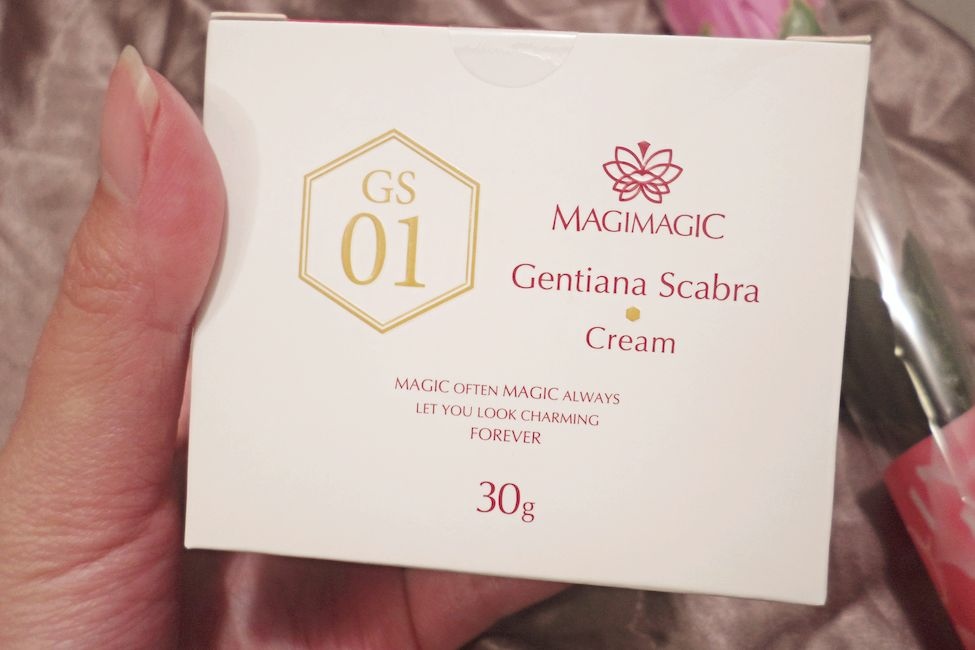 GS
01
MAGIMAGIC
Gentiana Scabra
Cream
MAGIC OFTEN MAGIC ALWAYS
LET YOU LOOK CHARMING
FOREVER
30g